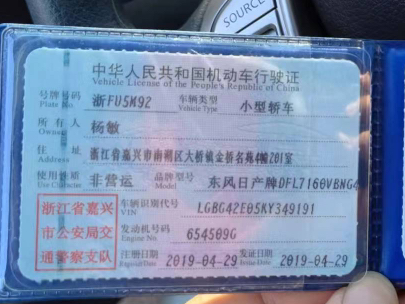 SOURCE
中华人民共和国机动车行驶证
Vehicle License of the People's Republic of China
号牌号码 浙FU5M92 车辆类型 小型轿车
Plate No. Vehicle Type
所有人 杨敏
Owner
住址 浙江省嘉兴市南湖区大桥镇金桥名苑4幢201室
Address
使用性质 非营运 品牌型号 东风日产牌DFL7160VBNG4
Use Character Model
浙江省嘉兴
市公安局交
通警察支队
车辆识别代号 LGBG42E05KY349191
VIN
发动机号码 654509G
Engine No.
注册日期 2019-04-29 发证日期 2019-04-29
Register Date Issue Date